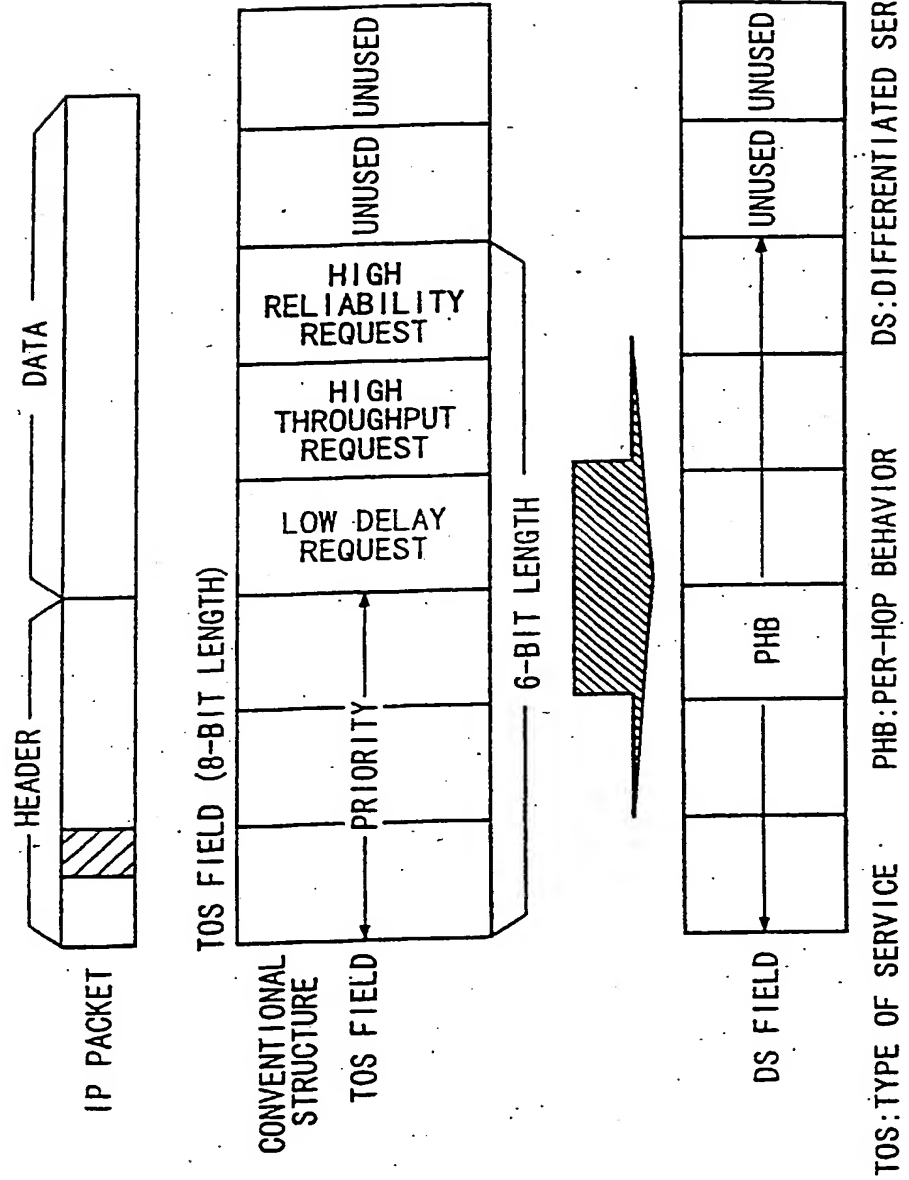 HEADER
DATA
IP PACKET
TOS FIELD (8-BIT LENGTH)
CONVENTIONAL
STRUCTURE
TOS FIELD
PRIORITY
LOW DELAY
REQUEST
HIGH
THROUGHPUT
REQUEST
HIGH
RELIABILITY
REQUEST
UNUSED
UNUSED
6-BIT LENGTH
DS FIELD
PHB
UNUSED
UNUSED
TOS:TYPE OF SERVICE
PHB:PER-HOP BEHAVIOR
DS:DIFFERENTIATED SER